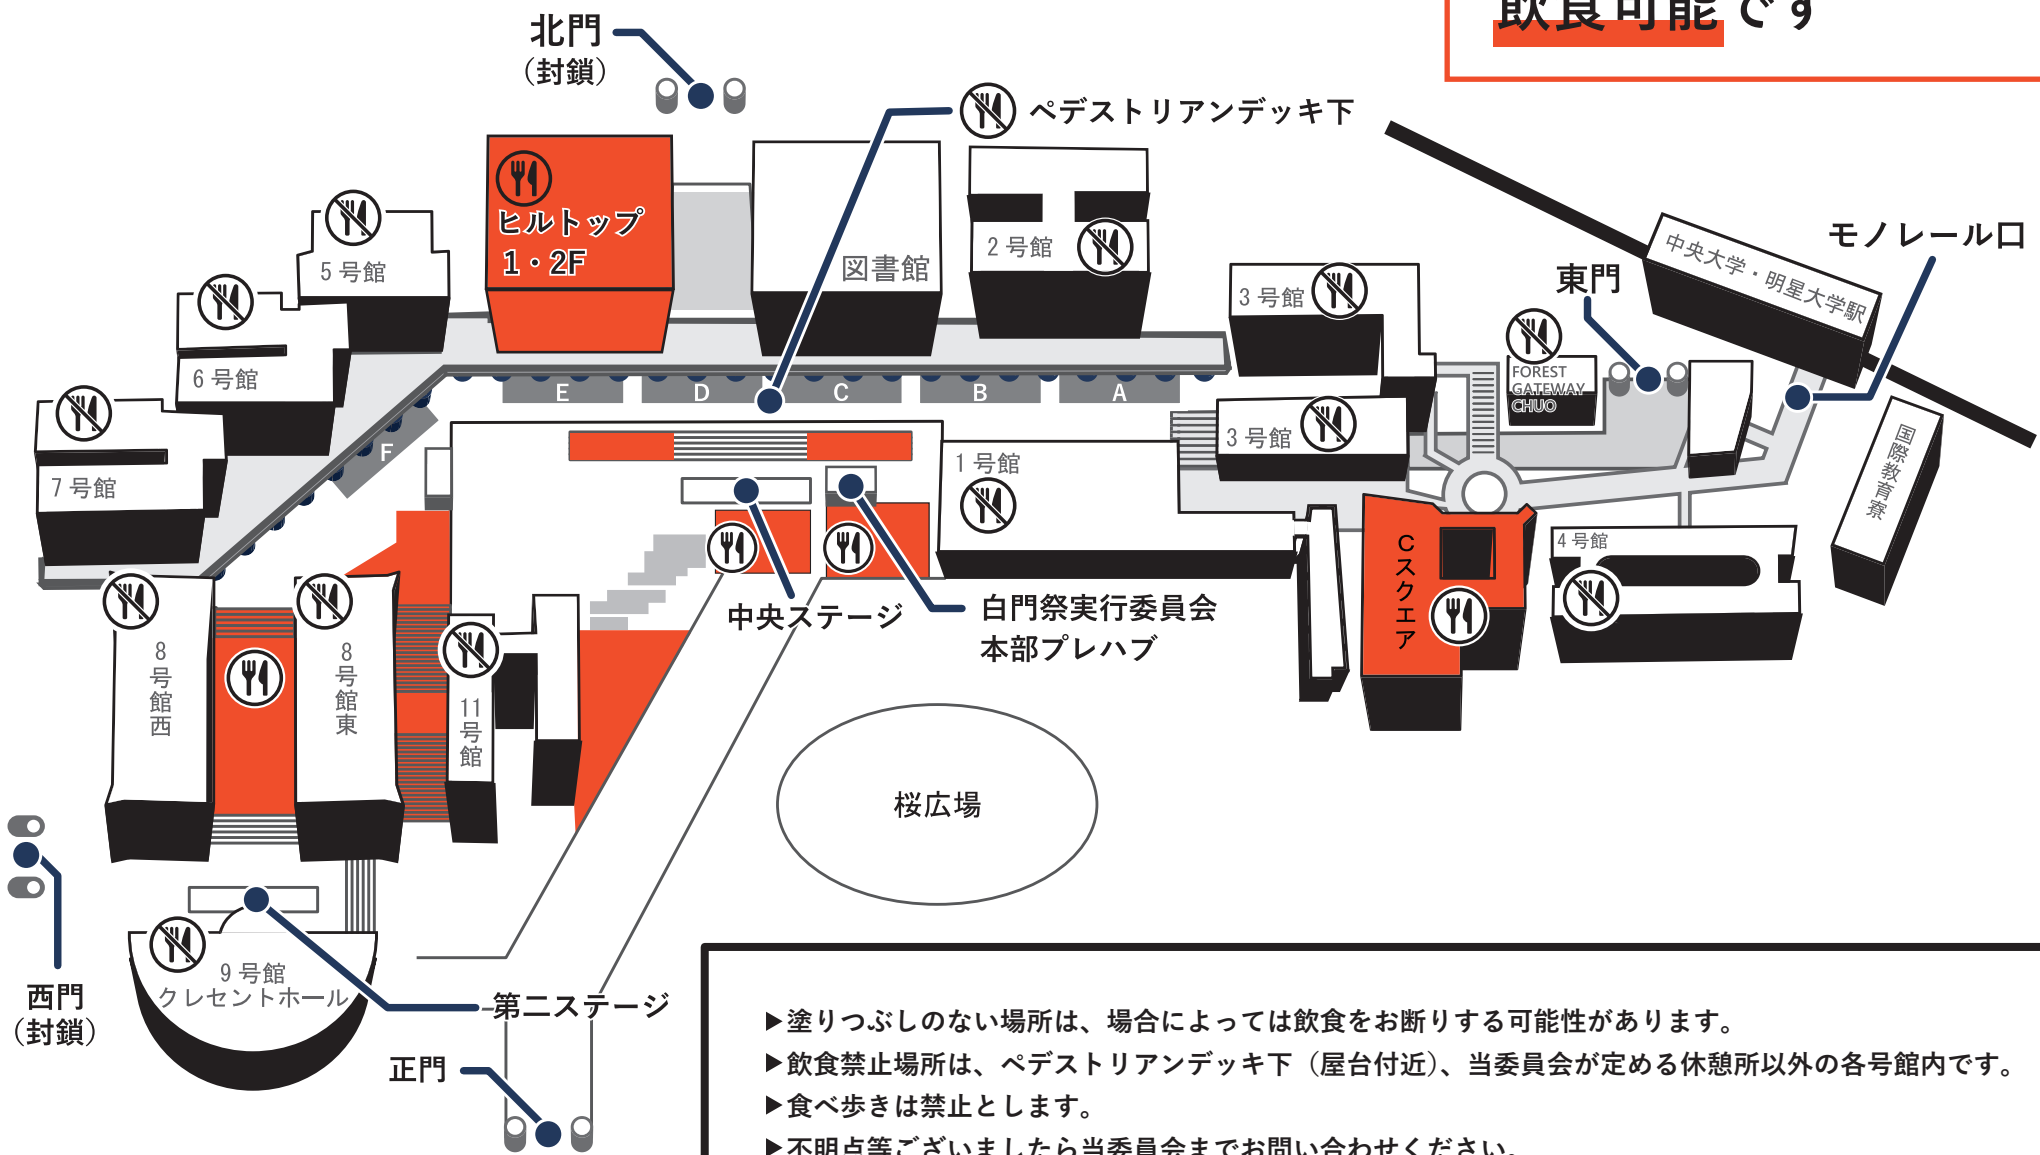 飲食可能です
北門
（封鎖）
ペデストリアンデッキ下
ヒルトップ
1・2F
図書館
2号館
5号館
6号館
7号館
3号館
3号館
東門
モノレール口
中央大学・明星大学駅
FOREST
GATEWAY
CHUO
国際教育寮
E
D
C
B
A
F
1号館
4号館
Cスクエア
中央ステージ
白門祭実行委員会
本部プレハブ
8号館西
8号館東
11号館
桜広場
9号館
クレセントホール
第二ステージ
西門
（封鎖）
正門
▶塗りつぶしのない場所は、場合によっては飲食をお断りする可能性があります。
▶飲食禁止場所は、ペデストリアンデッキ下（屋台付近）、当委員会が定める休憩所以外の各号館内です。
▶食べ歩きは禁止とします。
▶不明点等ございましたら当委員会までお問い合わせください。